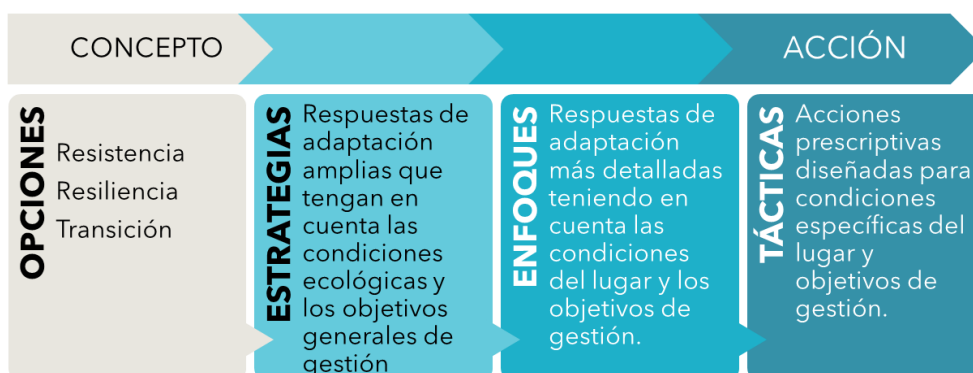 CONCEPTO
ACCIÓN
OPCIONES
Resistencia
Resiliencia
Transición
ESTRATEGIAS
Respuestas de
adaptación
amplias que
tengan en
cuenta las
condiciones
ecológicas y
los objetivos
generales de
gestión
ENFOQUES
Respuestas de
adaptación
más detalladas
teniendo en
cuenta las
condiciones
del lugar y los
objetivos de
gestión.
TÁCTICAS
Acciones
prescriptivas
diseñadas para
condiciones
específicas del
lugar y
objetivos de
gestión.